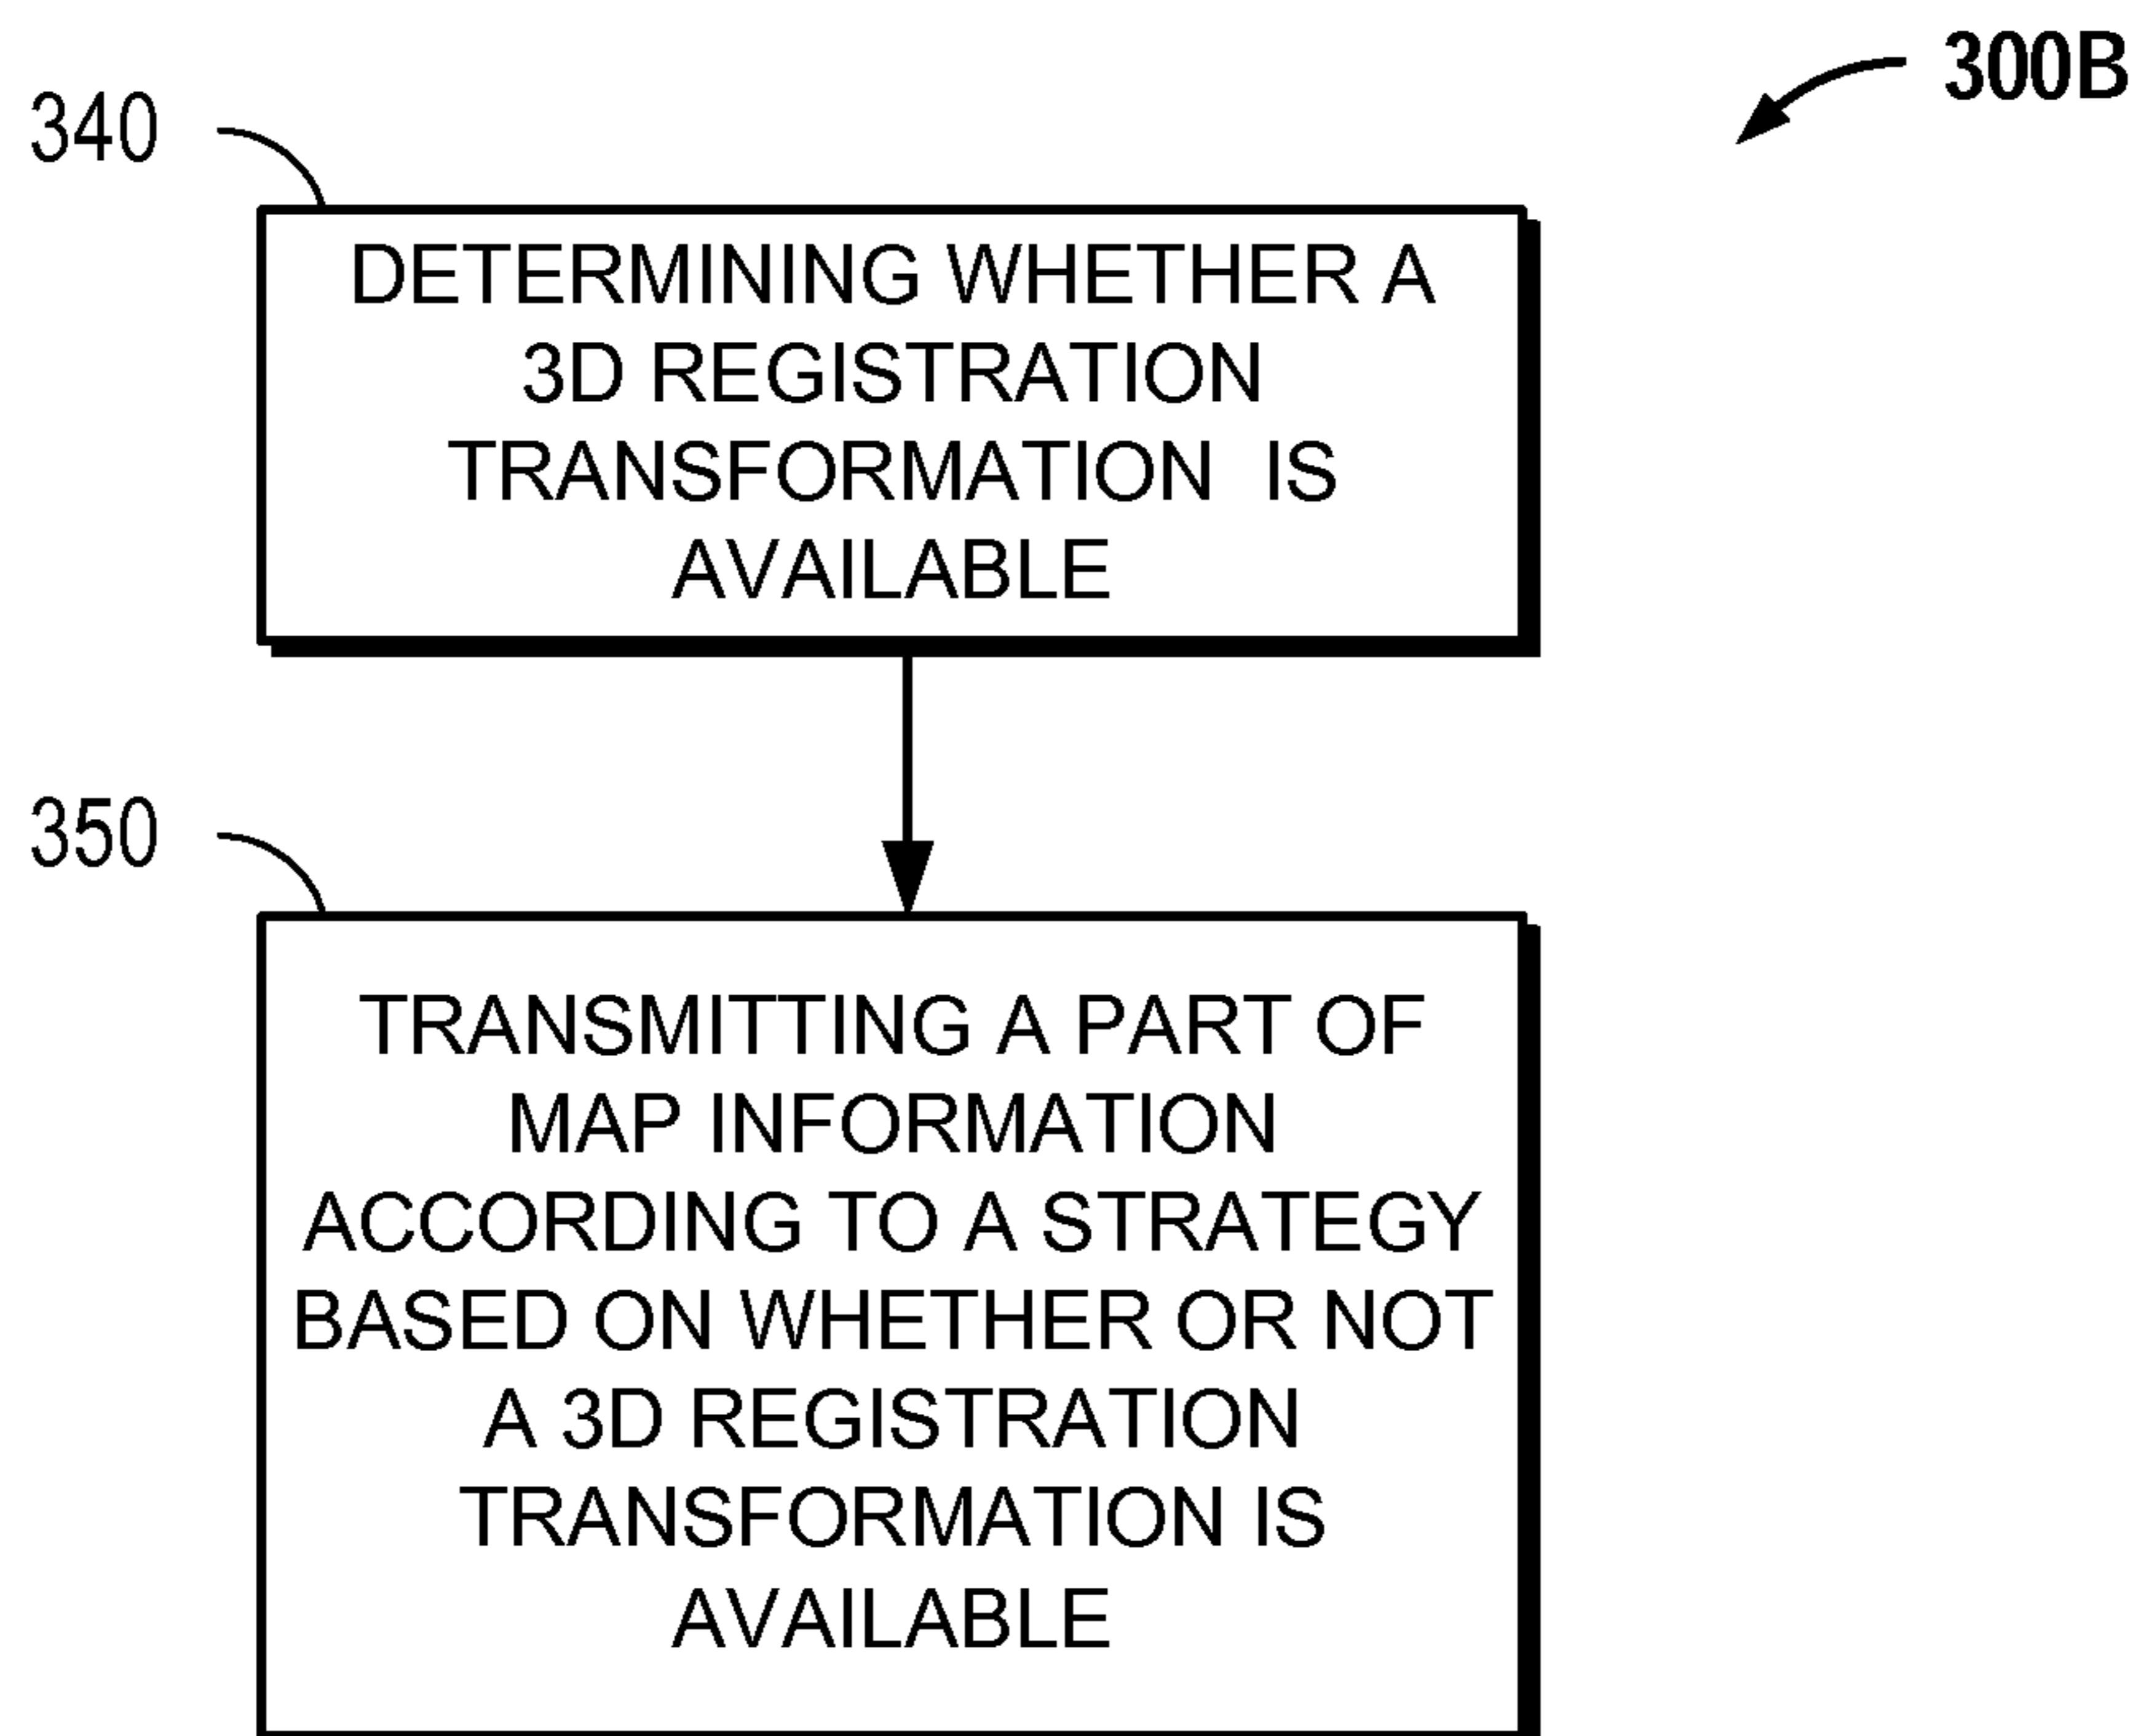 300B
340
DETERMINING WHETHER A
3D REGISTRATION
TRANSFORMATION IS
AVAILABLE
350
TRANSMITTING A PART OF
MAP INFORMATION
ACCORDING TO A STRATEGY
BASED ON WHETHER OR NOT
A 3D REGISTRATION
TRANSFORMATION IS
AVAILABLE